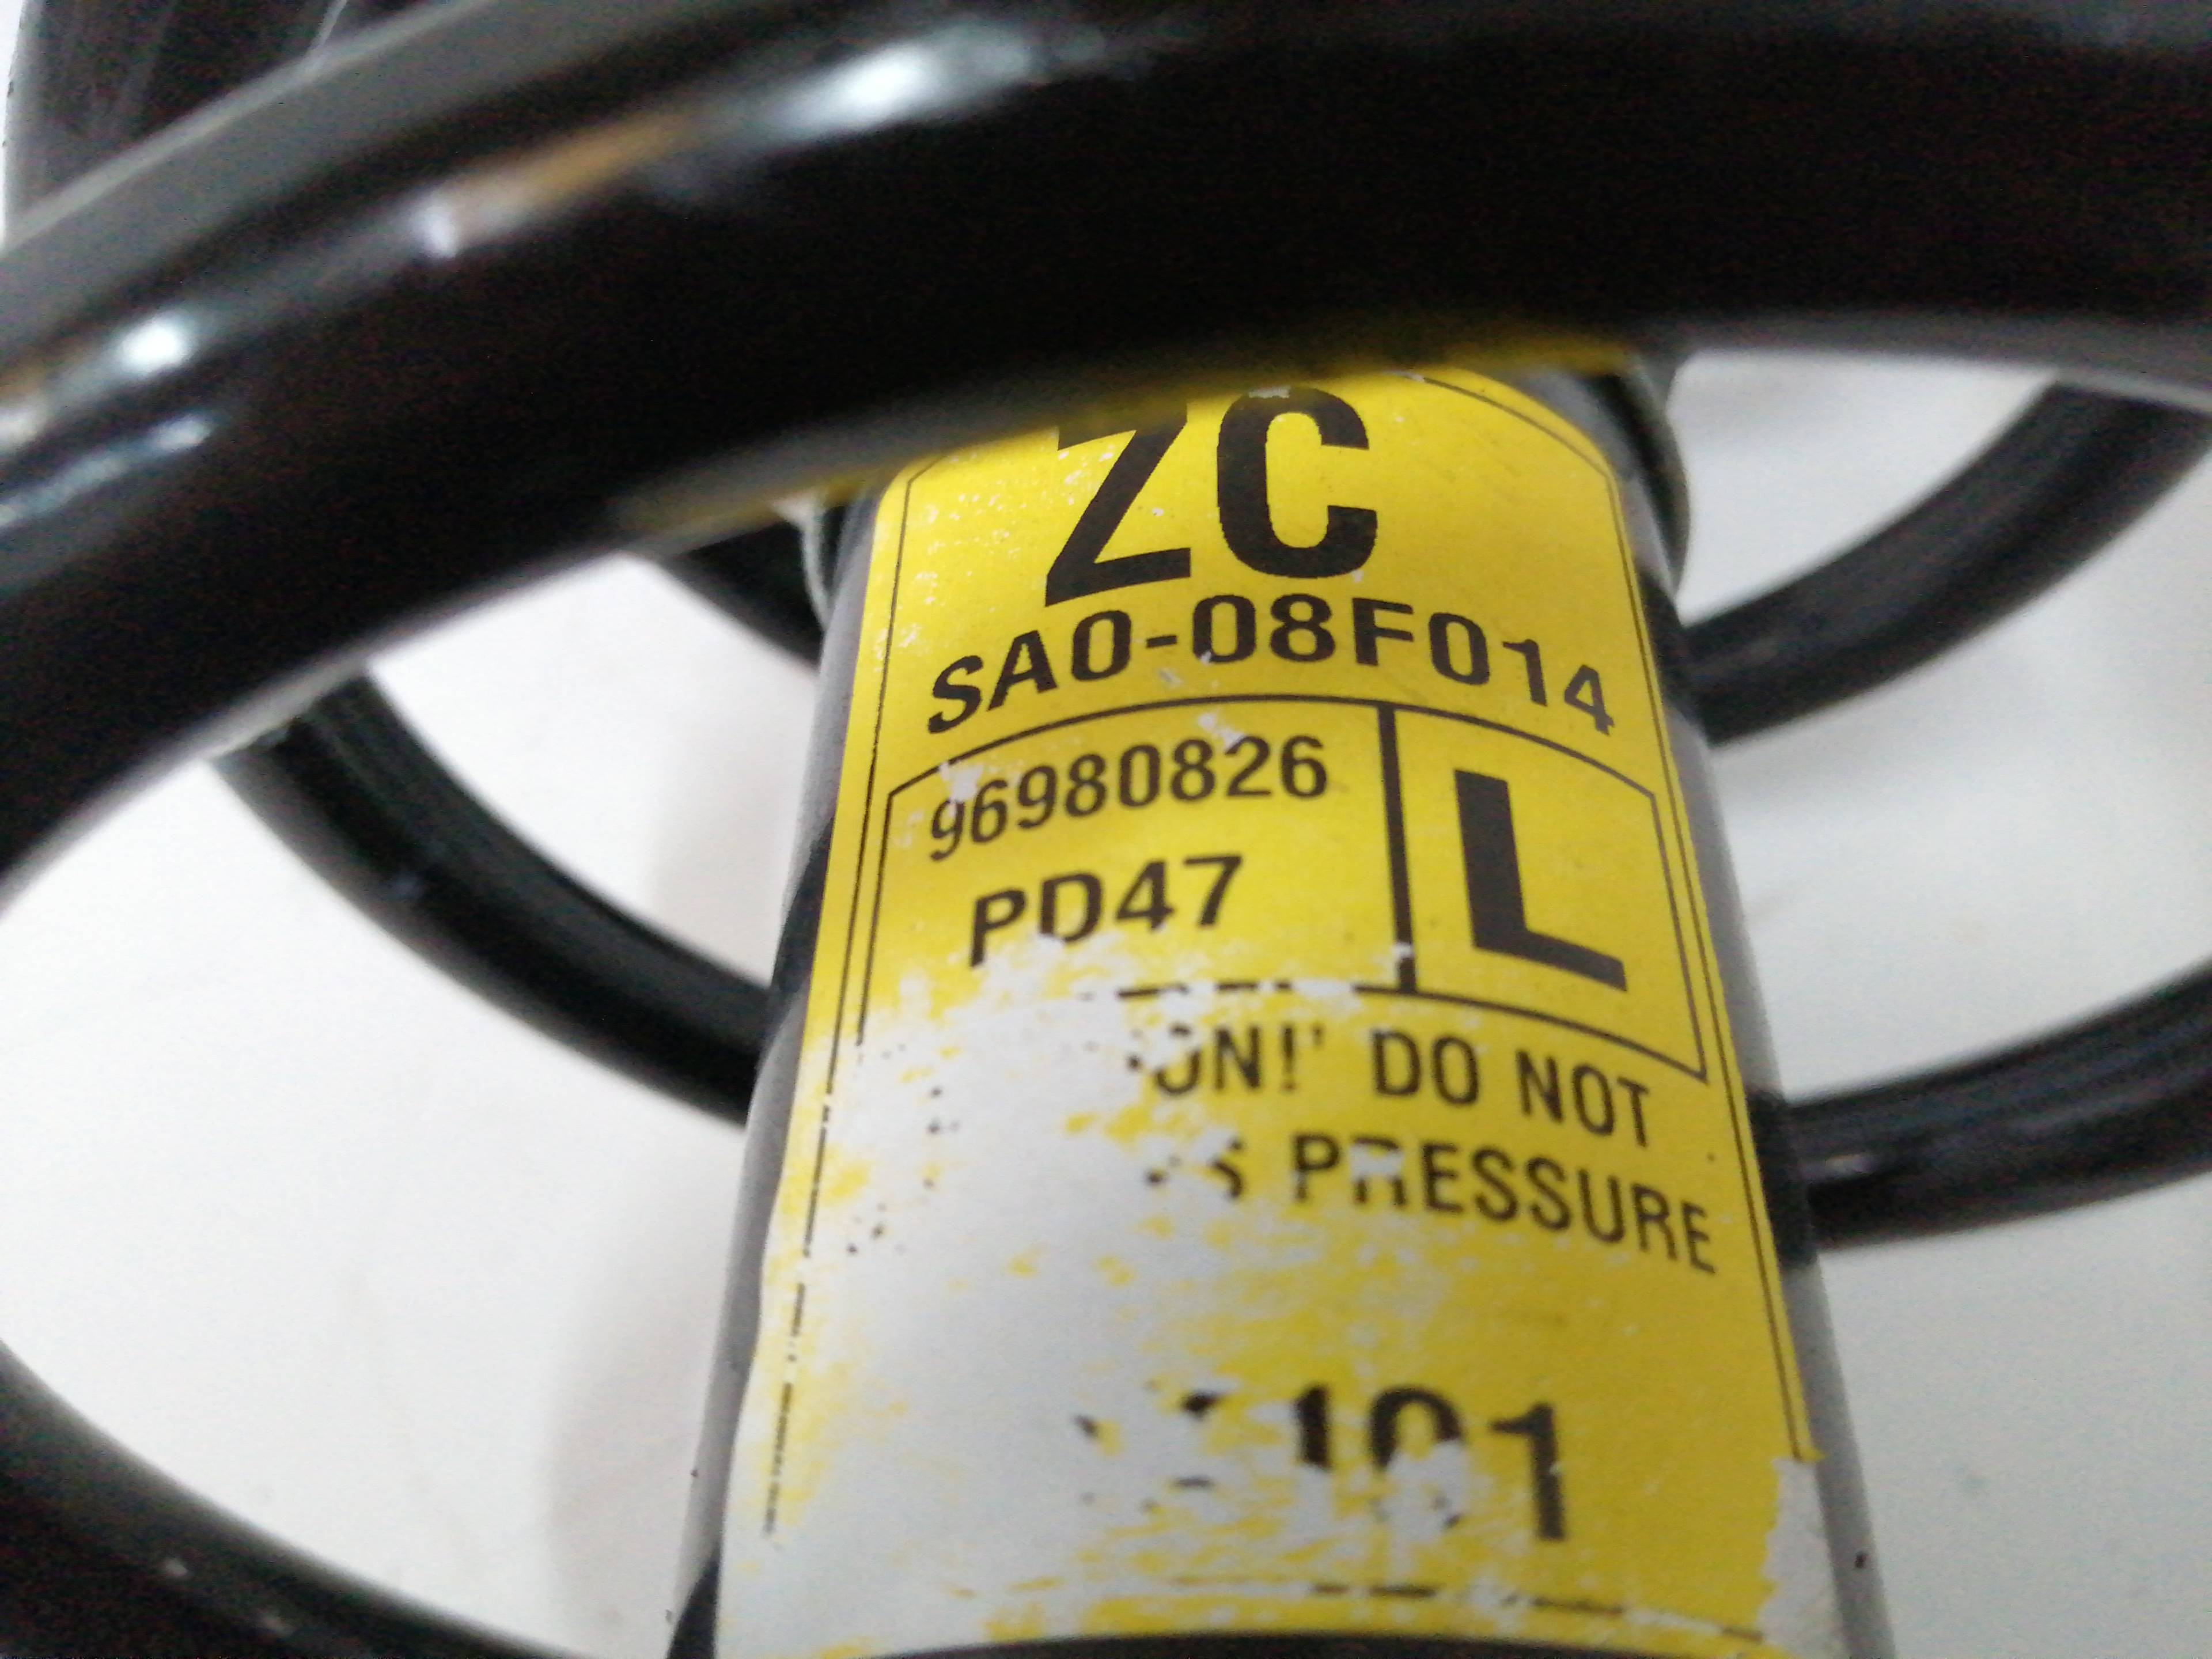 ZC
SA0-08F014
96980826
PD47
L
DO NOT
PRESSURE